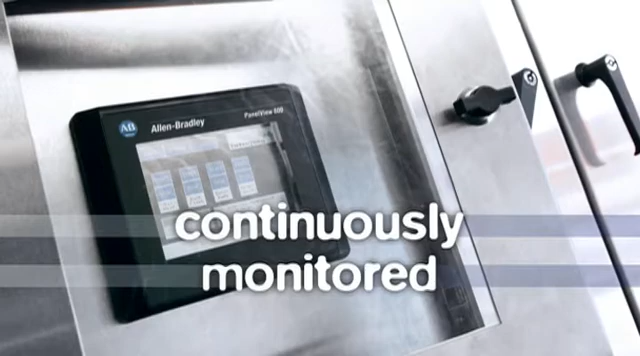 AB
Allen-Bradley
PanelView 600
continuously
monitored